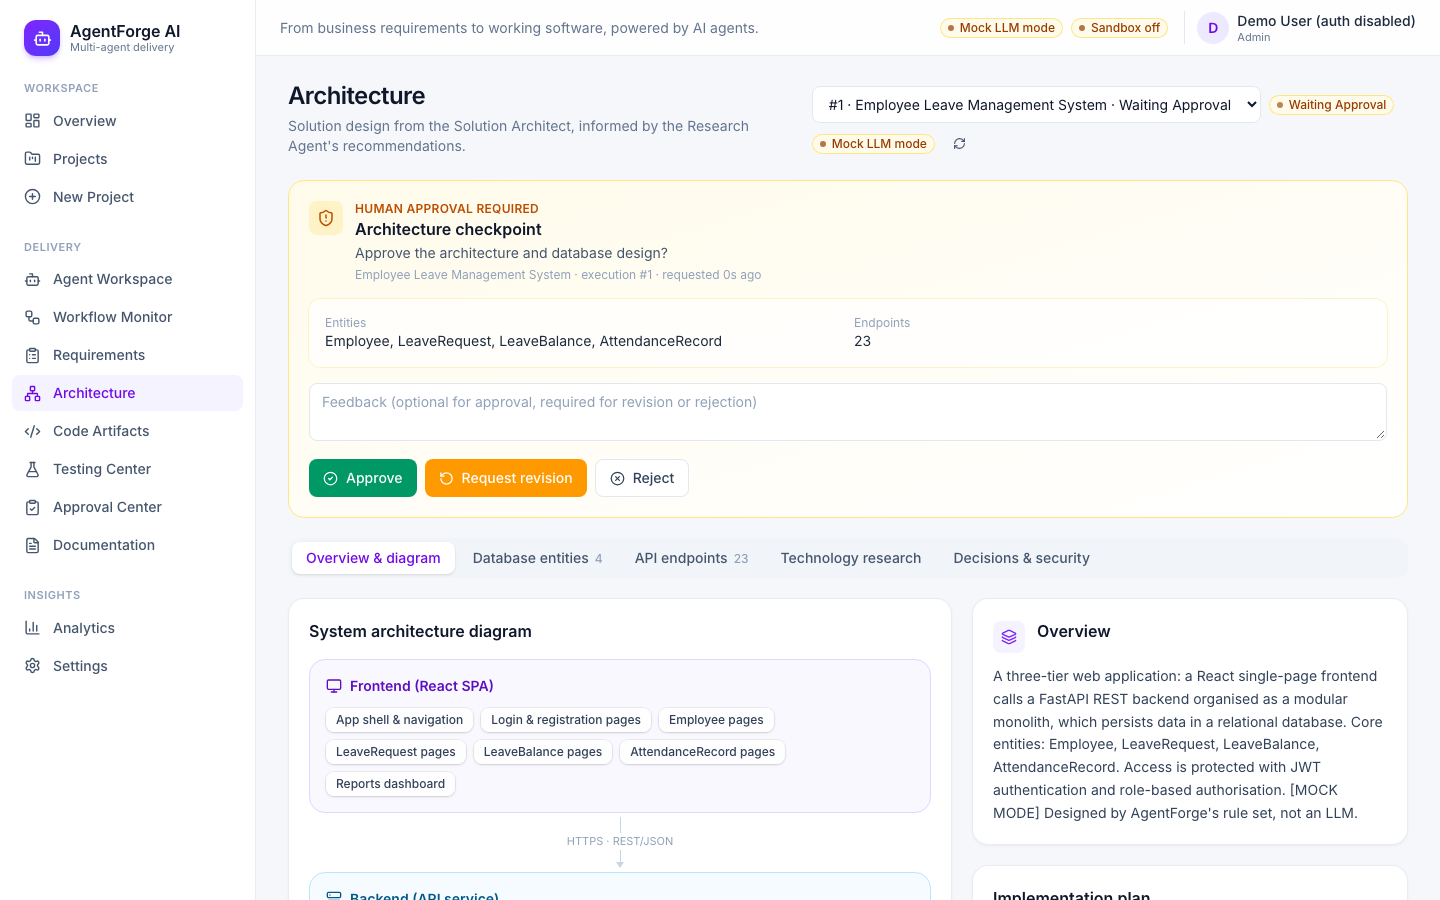 AgentForge AI
Multi-agent delivery
WORKSPACE
Overview
Projects
New Project
DELIVERY
Agent Workspace
Workflow Monitor
Requirements
Architecture
Code Artifacts
Testing Center
Approval Center
Documentation
INSIGHTS
Analytics
Settings
From business requirements to working software, powered by AI agents.
Mock LLM mode
Sandbox off
D
Demo User (auth disabled)
Admin
Architecture
Solution design from the Solution Architect, informed by the Research
Agent's recommendations.
#1 · Employee Leave Management System · Waiting Approval
Waiting Approval
Mock LLM mode
HUMAN APPROVAL REQUIRED
Architecture checkpoint
Approve the architecture and database design?
Employee Leave Management System · execution #1 · requested 0s ago
Entities
Employee, LeaveRequest, LeaveBalance, AttendanceRecord
Endpoints
23
Feedback (optional for approval, required for revision or rejection)
Approve
Request revision
Reject
Overview & diagram
Database entities 4
API endpoints 23
Technology research
Decisions & security
System architecture diagram
Frontend (React SPA)
App shell & navigation
Login & registration pages
Employee pages
LeaveRequest pages
LeaveBalance pages
AttendanceRecord pages
Reports dashboard
HTTPS · REST/JSON
Backend (API service)
Overview
A three-tier web application: a React single-page frontend
calls a FastAPI REST backend organised as a modular
monolith, which persists data in a relational database. Core
entities: Employee, LeaveRequest, LeaveBalance,
AttendanceRecord. Access is protected with JWT
authentication and role-based authorisation. [MOCK
MODE] Designed by AgentForge's rule set, not an LLM.
Implementation plan